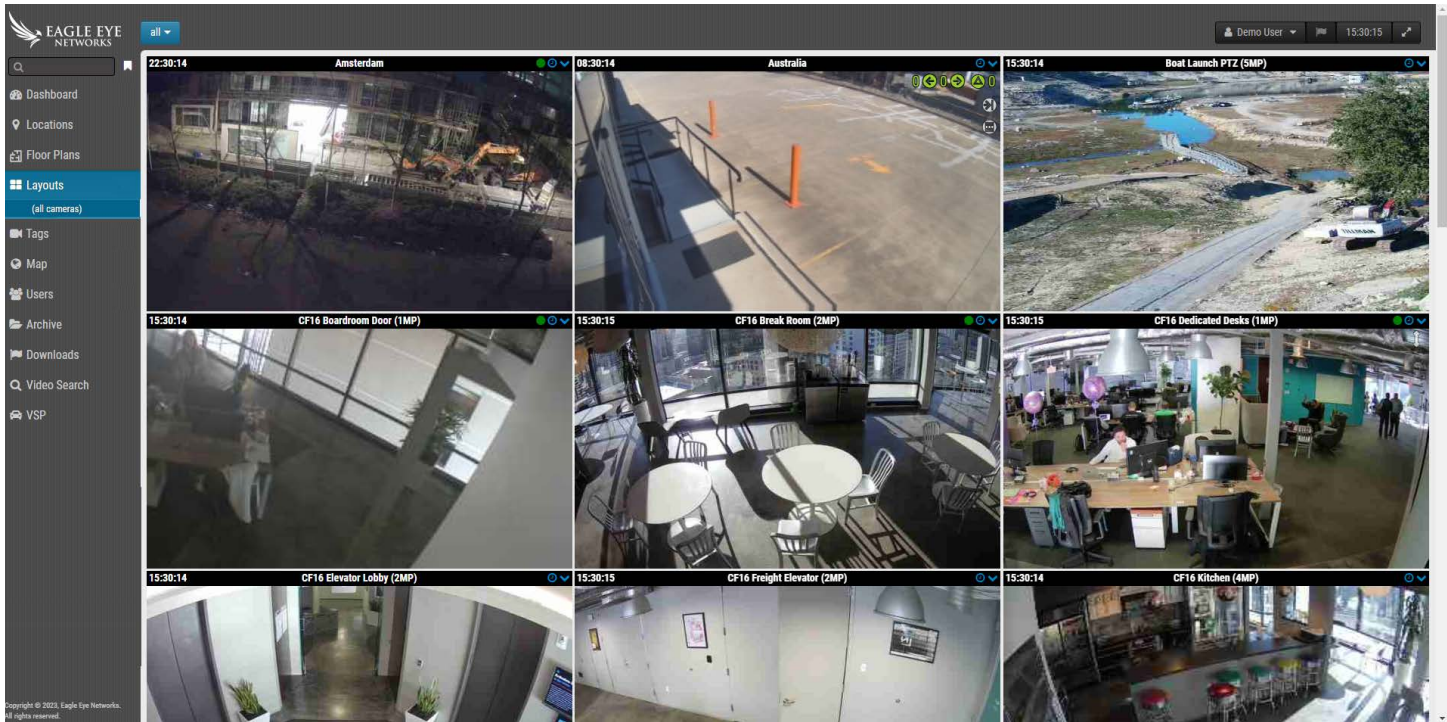 EAGLE EYE
NETWORKS
all
Demo User
15:30:15
Dashboard
Locations
Floor Plans
Layouts
(all cameras)
Tags
Map
Users
Archive
Downloads
Video Search
VSP
Copyright © 2023, Eagle Eye Networks.
All rights reserved.
22:30:14 Amsterdam
08:30:14 Australia
0 0 0
15:30:14 Boat Launch PTZ (5MP)
TILLMAN
15:30:14 CF16 Boardroom Door (1MP)
15:30:15 CF16 Break Room (2MP)
15:30:15 CF16 Dedicated Desks (1MP)
15:30:14 CF16 Elevator Lobby (2MP)
15:30:15 CF16 Freight Elevator (2MP)
15:30:14 CF16 Kitchen (4MP)